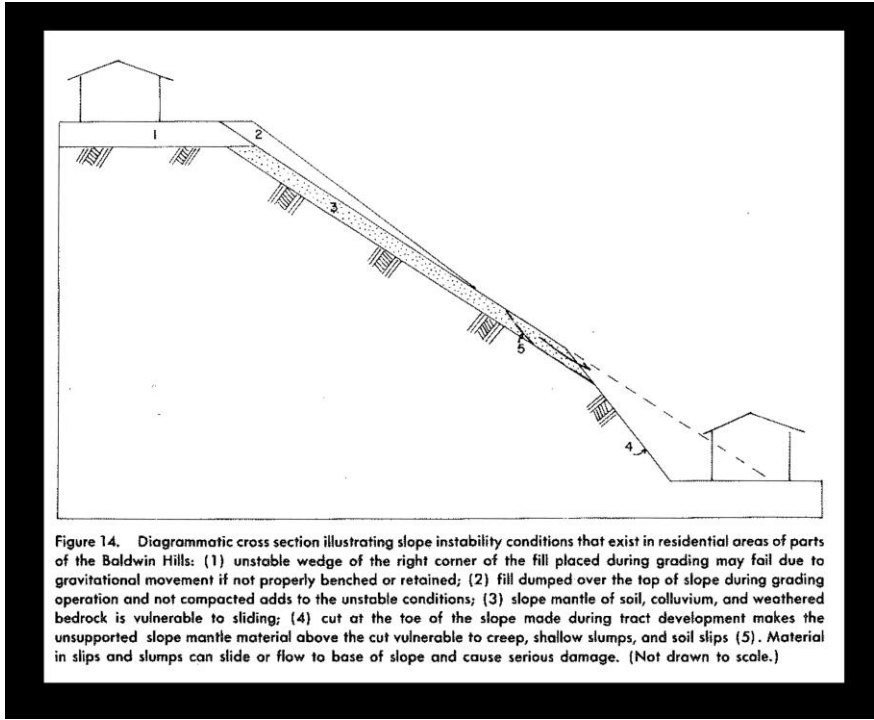 1
2
3
5
4
Figure 14. Diagrammatic cross section illustrating slope instability conditions that exist in residential areas of parts
of the Baldwin Hills: (1) unstable wedge of the right corner of the fill placed during grading may fail due to
gravitational movement if not properly benched or retained; (2) fill dumped over the top of slope during grading
operation and not compacted adds to the unstable conditions; (3) slope mantle of soil, colluvium, and weathered
bedrock is vulnerable to sliding; (4) cut at the toe of the slope made during tract development makes the
unsupported slope mantle material above the cut vulnerable to creep, shallow slumps, and soil slips (5). Material
in slips and slumps can slide or flow to base of slope and cause serious damage. (Not drawn to scale.)